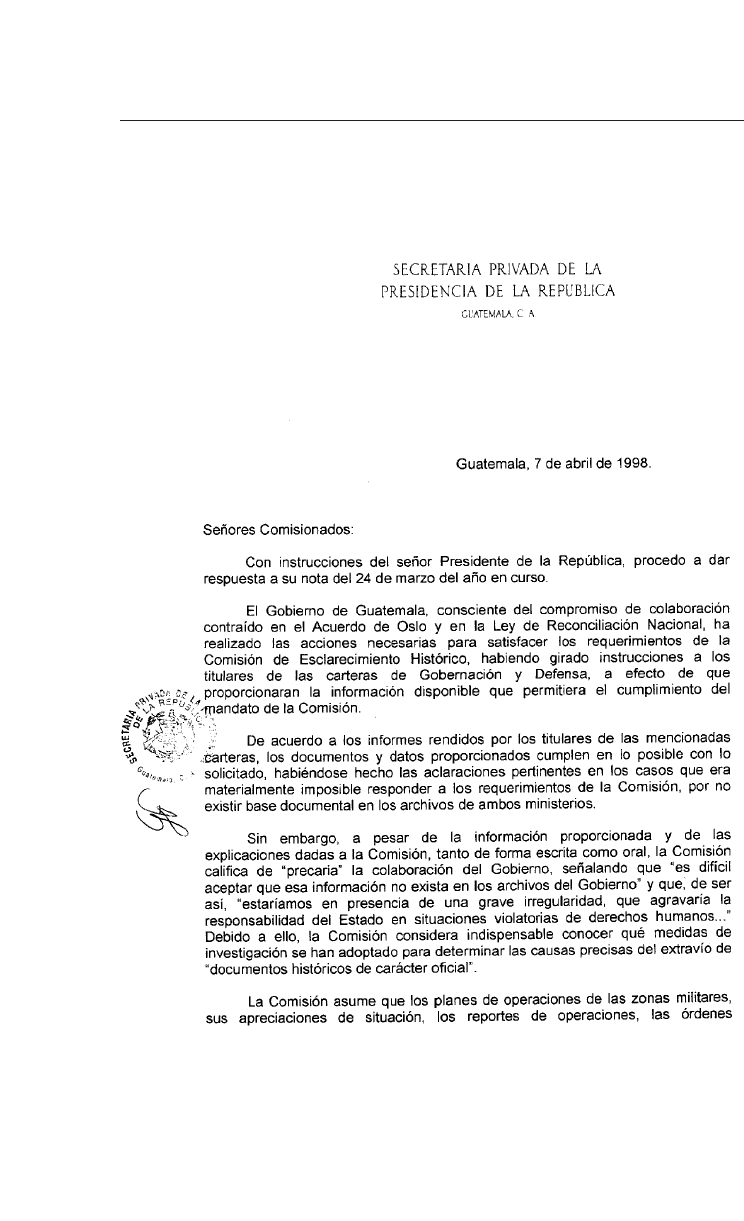 SECRETARIA PRIVADA DE LA
PRESIDENCIA DE LA REPUBLICA
GUATEMALA, C. A.
Guatemala, 7 de abril de 1998.
Señores Comisionados:
Con instrucciones del señor Presidente de la República, procedo a dar
respuesta a su nota del 24 de marzo del año en curso.
El Gobierno de Guatemala, consciente del compromiso de colaboración
contraído en el Acuerdo de Oslo y en la Ley de Reconciliación Nacional, ha
realizado las acciones necesarias para satisfacer los requerimientos de la
Comisión de Esclarecimiento Histórico, habiendo girado instrucciones a los
titulares de las carteras de Gobernación y Defensa, a efecto de que
proporcionaran la información disponible que permitiera el cumplimiento del
mandato de la Comisión.
SECRETARIA PRIVADA DE LA
DE LA REPUBLICA
Guatemala, C. A.
De acuerdo a los informes rendidos por los titulares de las mencionadas
carteras, los documentos y datos proporcionados cumplen en lo posible con lo
solicitado, habiéndose hecho las aclaraciones pertinentes en los casos que era
materialmente imposible responder a los requerimientos de la Comisión, por no
existir base documental en los archivos de ambos ministerios.
Sin embargo, a pesar de la información proporcionada y de las
explicaciones dadas a la Comisión, tanto de forma escrita como oral, la Comisión
califica de "precaria" la colaboración del Gobierno, señalando que "es difícil
aceptar que esa información no exista en los archivos del Gobierno" y que, de ser
así, "estaríamos en presencia de una grave irregularidad, que agravaría la
responsabilidad del Estado en situaciones violatorias de derechos humanos..."
Debido a ello, la Comisión considera indispensable conocer qué medidas de
investigación se han adoptado para determinar las causas precisas del extravío de
"documentos históricos de carácter oficial".
La Comisión asume que los planes de operaciones de las zonas militares,
sus apreciaciones de situación, los reportes de operaciones, las órdenes